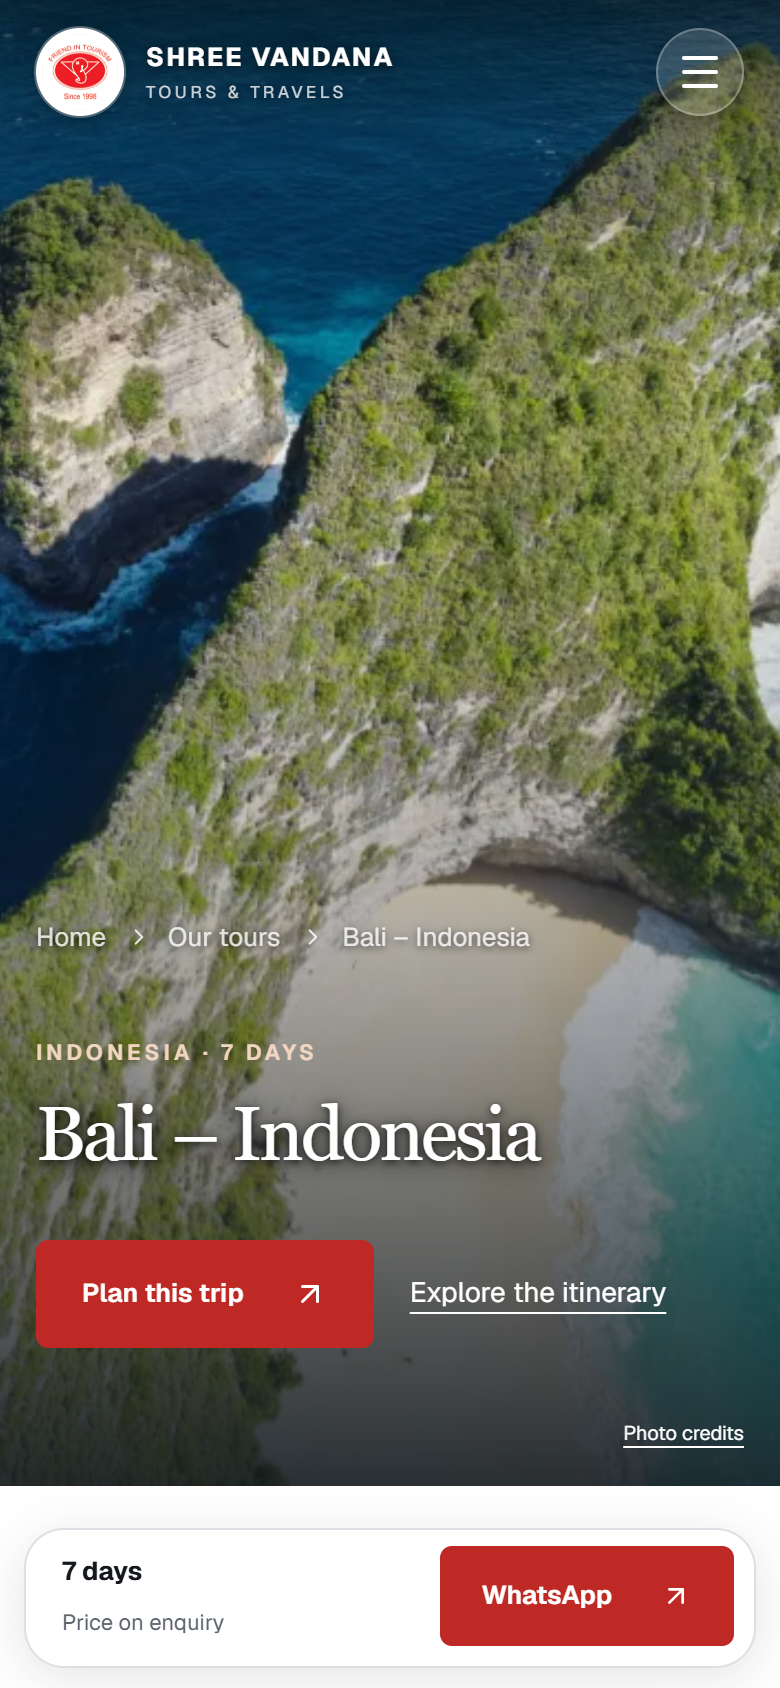 FRIEND IN TOURISM
Since 1996
SHREE VANDANA
TOURS & TRAVELS
Home > Our tours > Bali – Indonesia
INDONESIA · 7 DAYS
Bali – Indonesia
Plan this trip
Explore the itinerary
Photo credits
7 days
Price on enquiry
WhatsApp